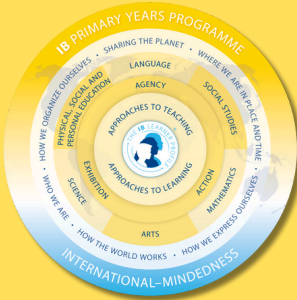 IB PRIMARY YEARS PROGRAMME
SHARING THE PLANET • WHERE WE ARE IN PLACE AND TIME • HOW WE EXPRESS OURSELVES • HOW THE WORLD WORKS • WHO WE ARE • HOW WE ORGANIZE OURSELVES •
LANGUAGE
SOCIAL STUDIES
MATHEMATICS
ARTS
SCIENCE
PHYSICAL, SOCIAL AND
PERSONAL EDUCATION
AGENCY
ACTION
EXHIBITION
APPROACHES TO TEACHING
APPROACHES TO LEARNING
THE IB LEARNER PROFILE
INTERNATIONAL-MINDEDNESS